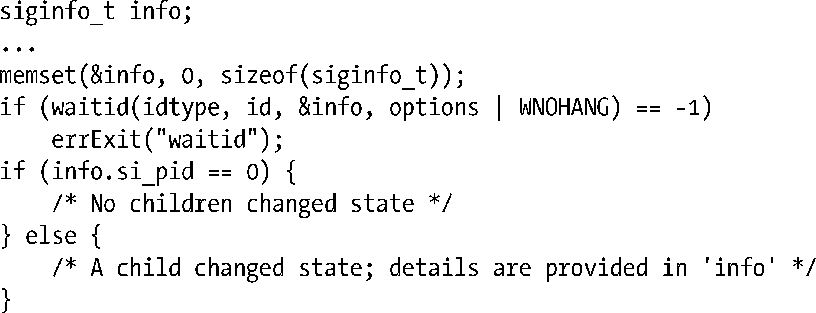 siginfo_t info;
...
memset(&info, 0, sizeof(siginfo_t));
if (waitid(idtype, id, &info, options | WNOHANG) == -1)
    errExit("waitid");
if (info.si_pid == 0) {
    /* No children changed state */
} else {
    /* A child changed state; details are provided in 'info' */
}